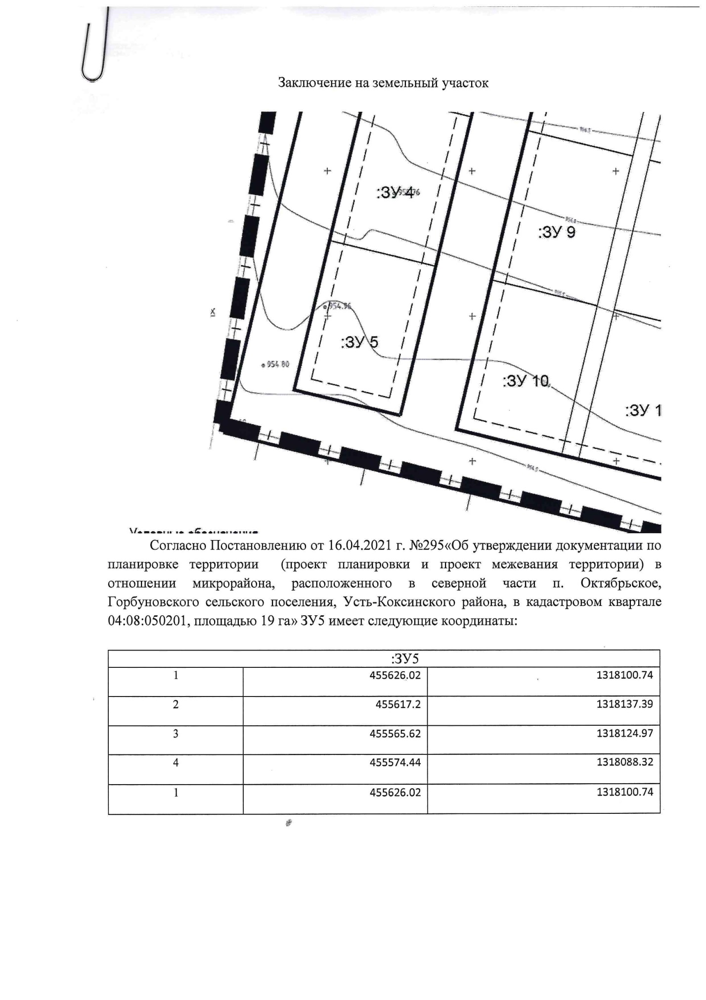 Заключение на земельный участок
956.5
:ЗУ 4
:ЗУ 9
954.96
:ЗУ 5
954 80
:ЗУ 10
:ЗУ 1
Условные обозначения
Согласно Постановлению от 16.04.2021 г. №295«Об утверждении документации по
планировке территории (проект планировки и проект межевания территории) в
отношении микрорайона, расположенного в северной части п. Октябрьское,
Горбуновского сельского поселения, Усть-Коксинского района, в кадастровом квартале
04:08:050201, площадью 19 га» ЗУ5 имеет следующие координаты:
:ЗУ5
1 455626.02 1318100.74
2 455617.2 1318137.39
3 455565.62 1318124.97
4 455574.44 1318088.32
1 455626.02 1318100.74